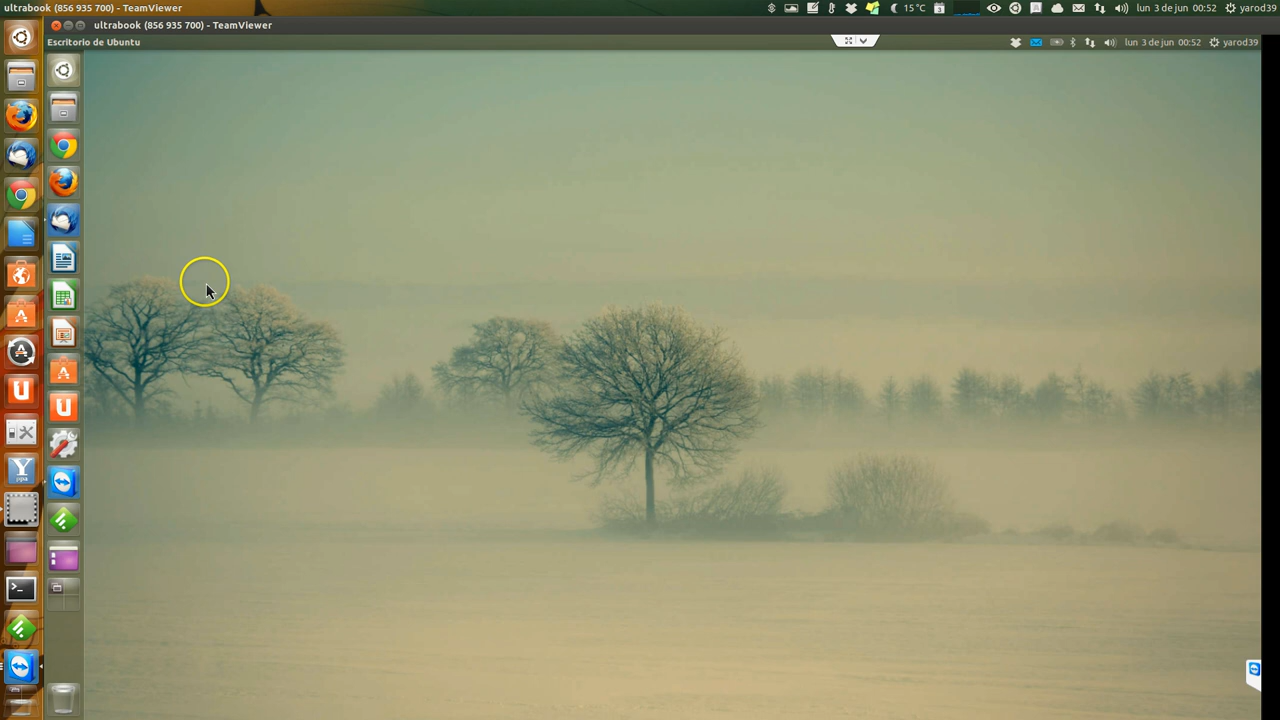 ultrabook (856 935 700) - TeamViewer
15 °C
lun 3 de jun 00:52
yarod39
ultrabook (856 935 700) - TeamViewer
Escritorio de Ubuntu
lun 3 de jun 00:52
yarod39